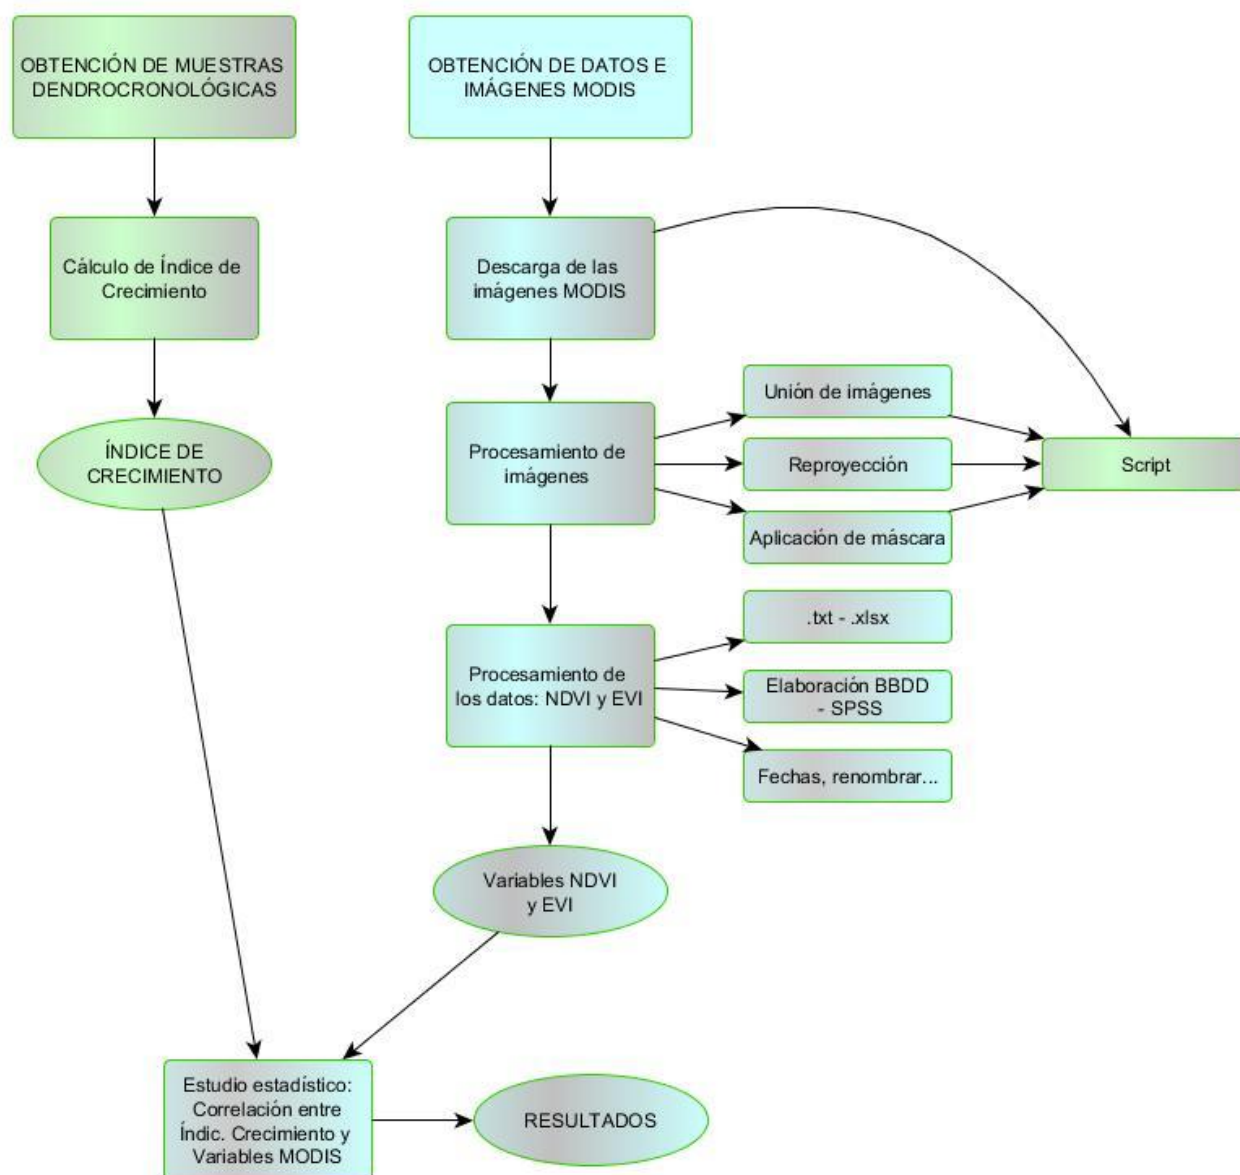 OBTENCIÓN DE MUESTRAS
DENDROCRONOLÓGICAS
OBTENCIÓN DE DATOS E
IMÁGENES MODIS
Cálculo de Índice de
Crecimiento
Descarga de las
imágenes MODIS
ÍNDICE DE
CRECIMIENTO
Procesamiento de
imágenes
Unión de imágenes
Reproyección
Aplicación de máscara
Script
Procesamiento de
los datos: NDVI y EVI
.txt - .xlsx
Elaboración BBDD
- SPSS
Fechas, renombrar...
Variables NDVI
y EVI
Estudio estadístico:
Correlación entre
Índic. Crecimiento y
Variables MODIS
RESULTADOS